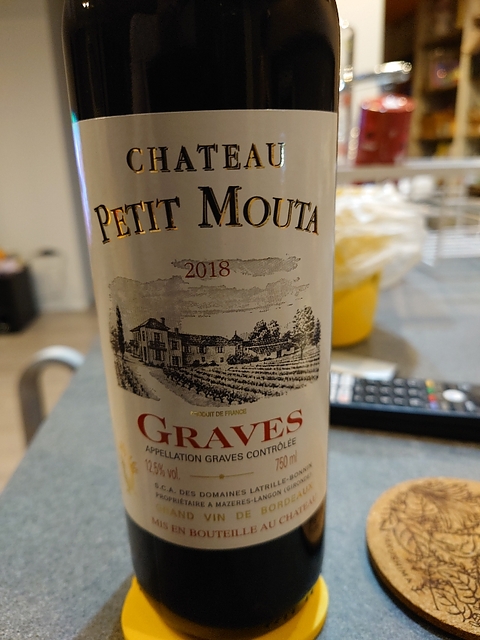 CHATEAU
PETIT MOUTA
2018
PRODUIT DE FRANCE
GRAVES
APPELLATION GRAVES CONTRÔLÉE
12.5% vol.
750 ml
S.C.A. DES DOMAINES LATRILLE-BONNIN
PROPRIÉTAIRE A MAZERES-LANGON (GIRONDE)
GRAND VIN DE BORDEAUX
MIS EN BOUTEILLE AU CHATEAU